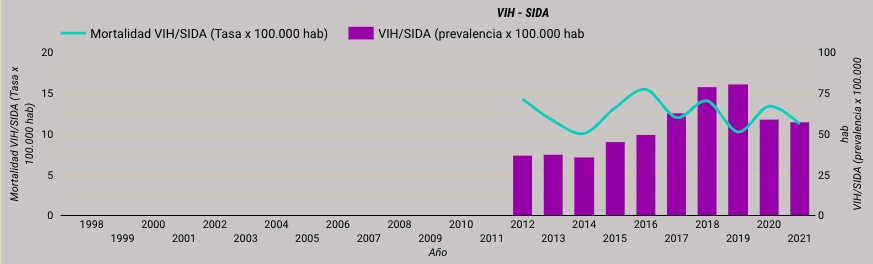 VIH - SIDA
Mortalidad VIH/SIDA (Tasa x 100.000 hab)
VIH/SIDA (prevalencia x 100.000 hab
Mortalidad VIH/SIDA (Tasa x
100.000 hab)
20
15
10
5
0
100
75
50
25
0
hab
VIH/SIDA (prevalencia x 100.000
1998 2000 2002 2004 2006 2008 2010 2012 2014 2016 2018 2020
1999 2001 2003 2005 2007 2009 2011 2013 2015 2017 2019 2021
Año